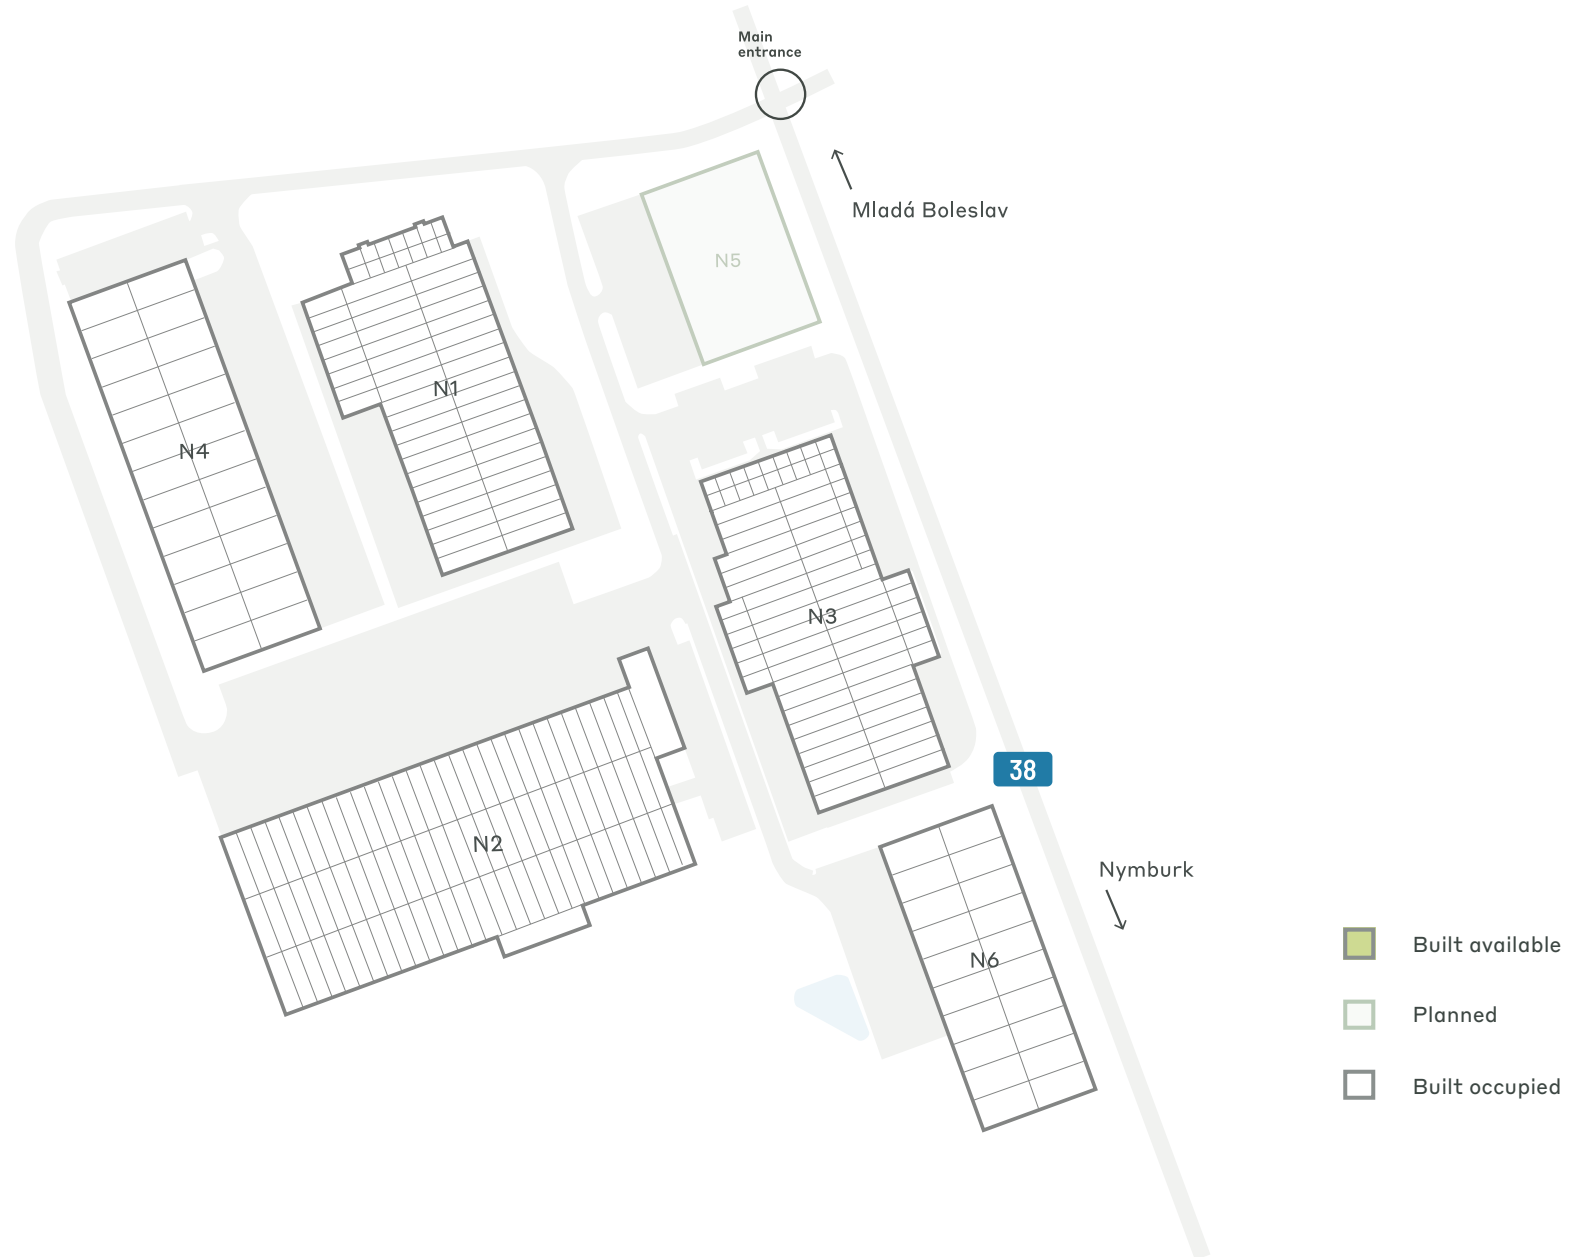 Main
entrance
Mladá Boleslav
N5
N1
N4
N3
38
N2
Nymburk
N6
Built available
Planned
Built occupied